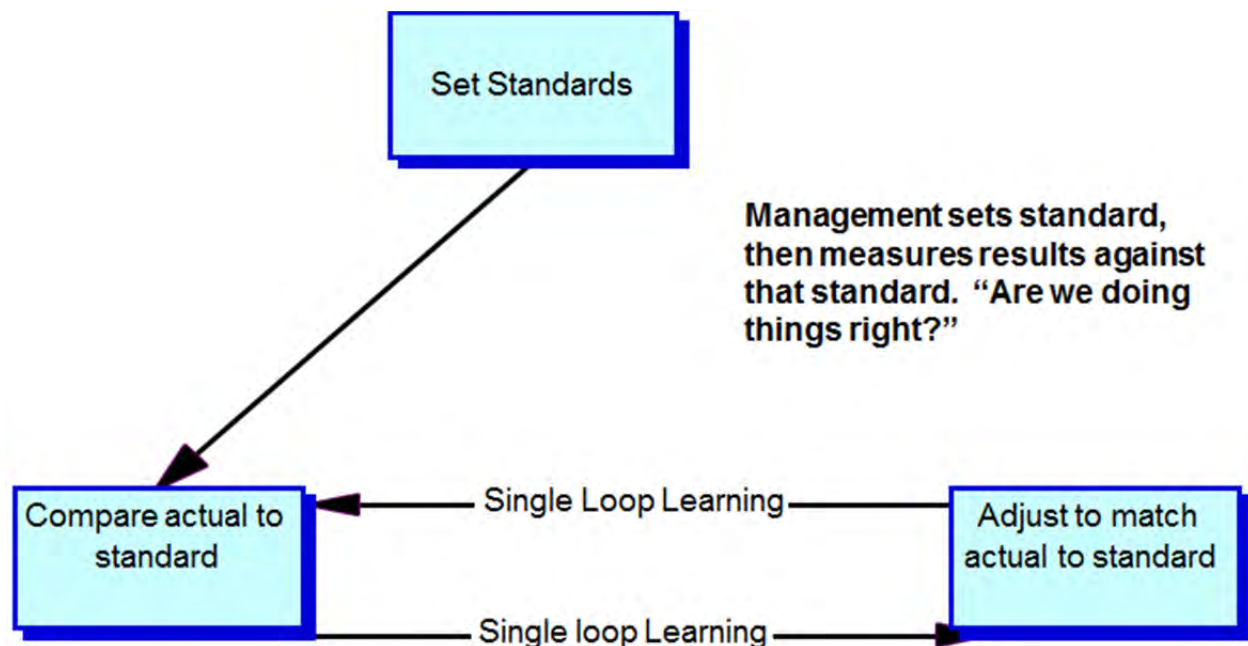 Set Standards
Management sets standard,
then measures results against
that standard.  “Are we doing
things right?”
Compare actual to
standard
Single Loop Learning
Adjust to match
actual to standard
Single loop Learning